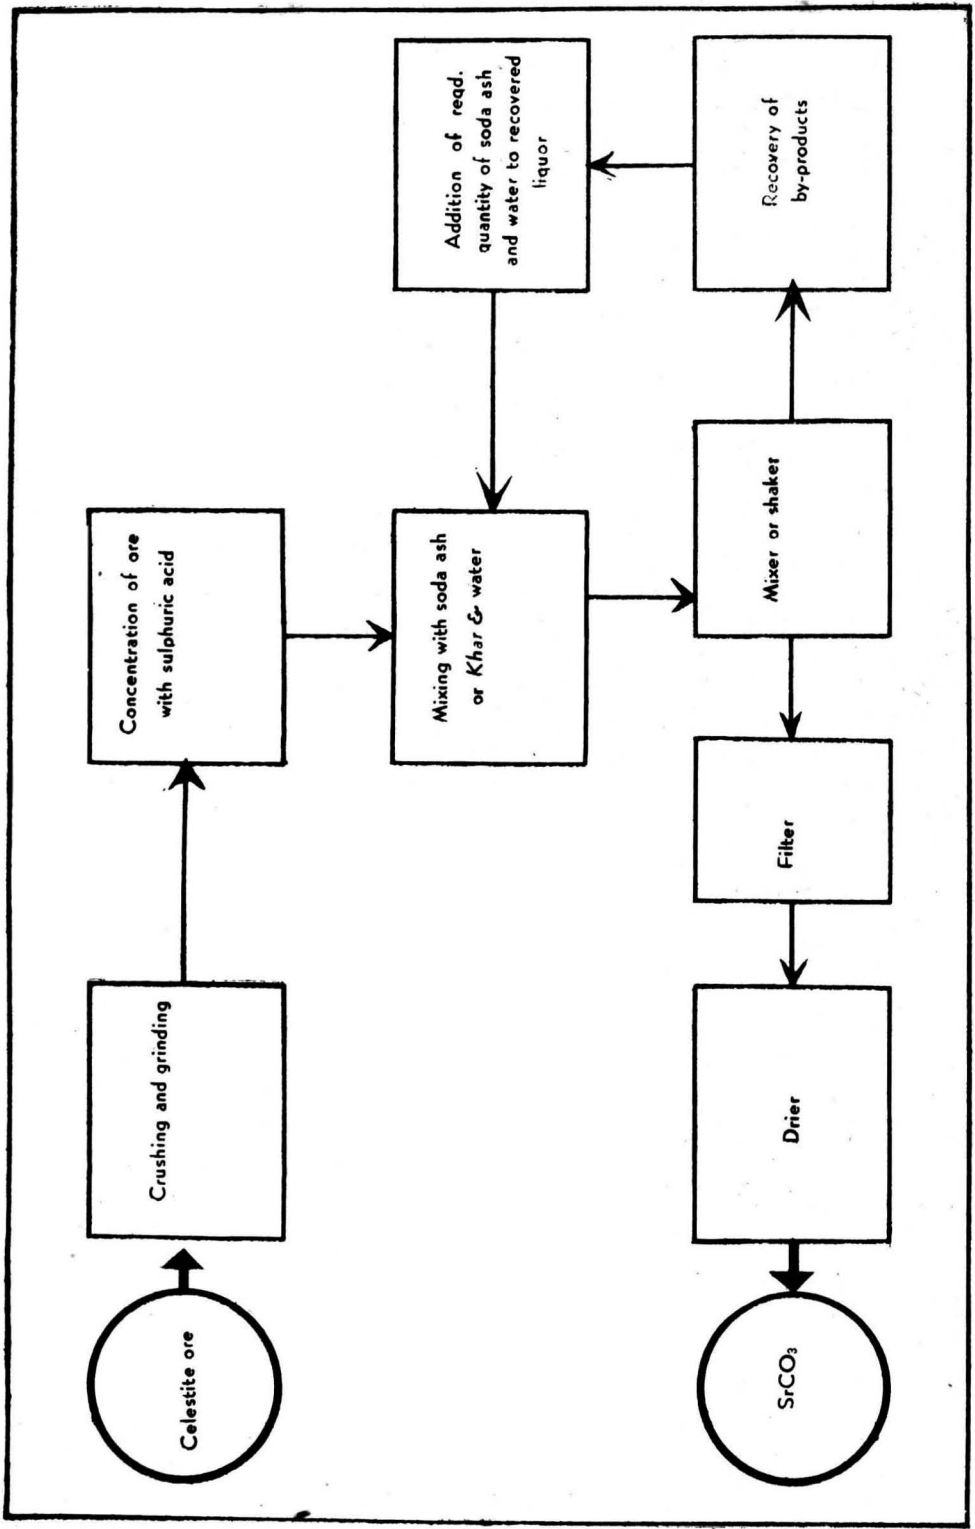 Celestite ore
Crushing and grinding
Concentration of ore
with sulphuric acid
Mixing with soda ash
or Khar & water
Addition of reqd.
quantity of soda ash
and water to recovered
liquor
Recovery of
by-products
Mixer or shaker
Filter
Drier
SrCO₃